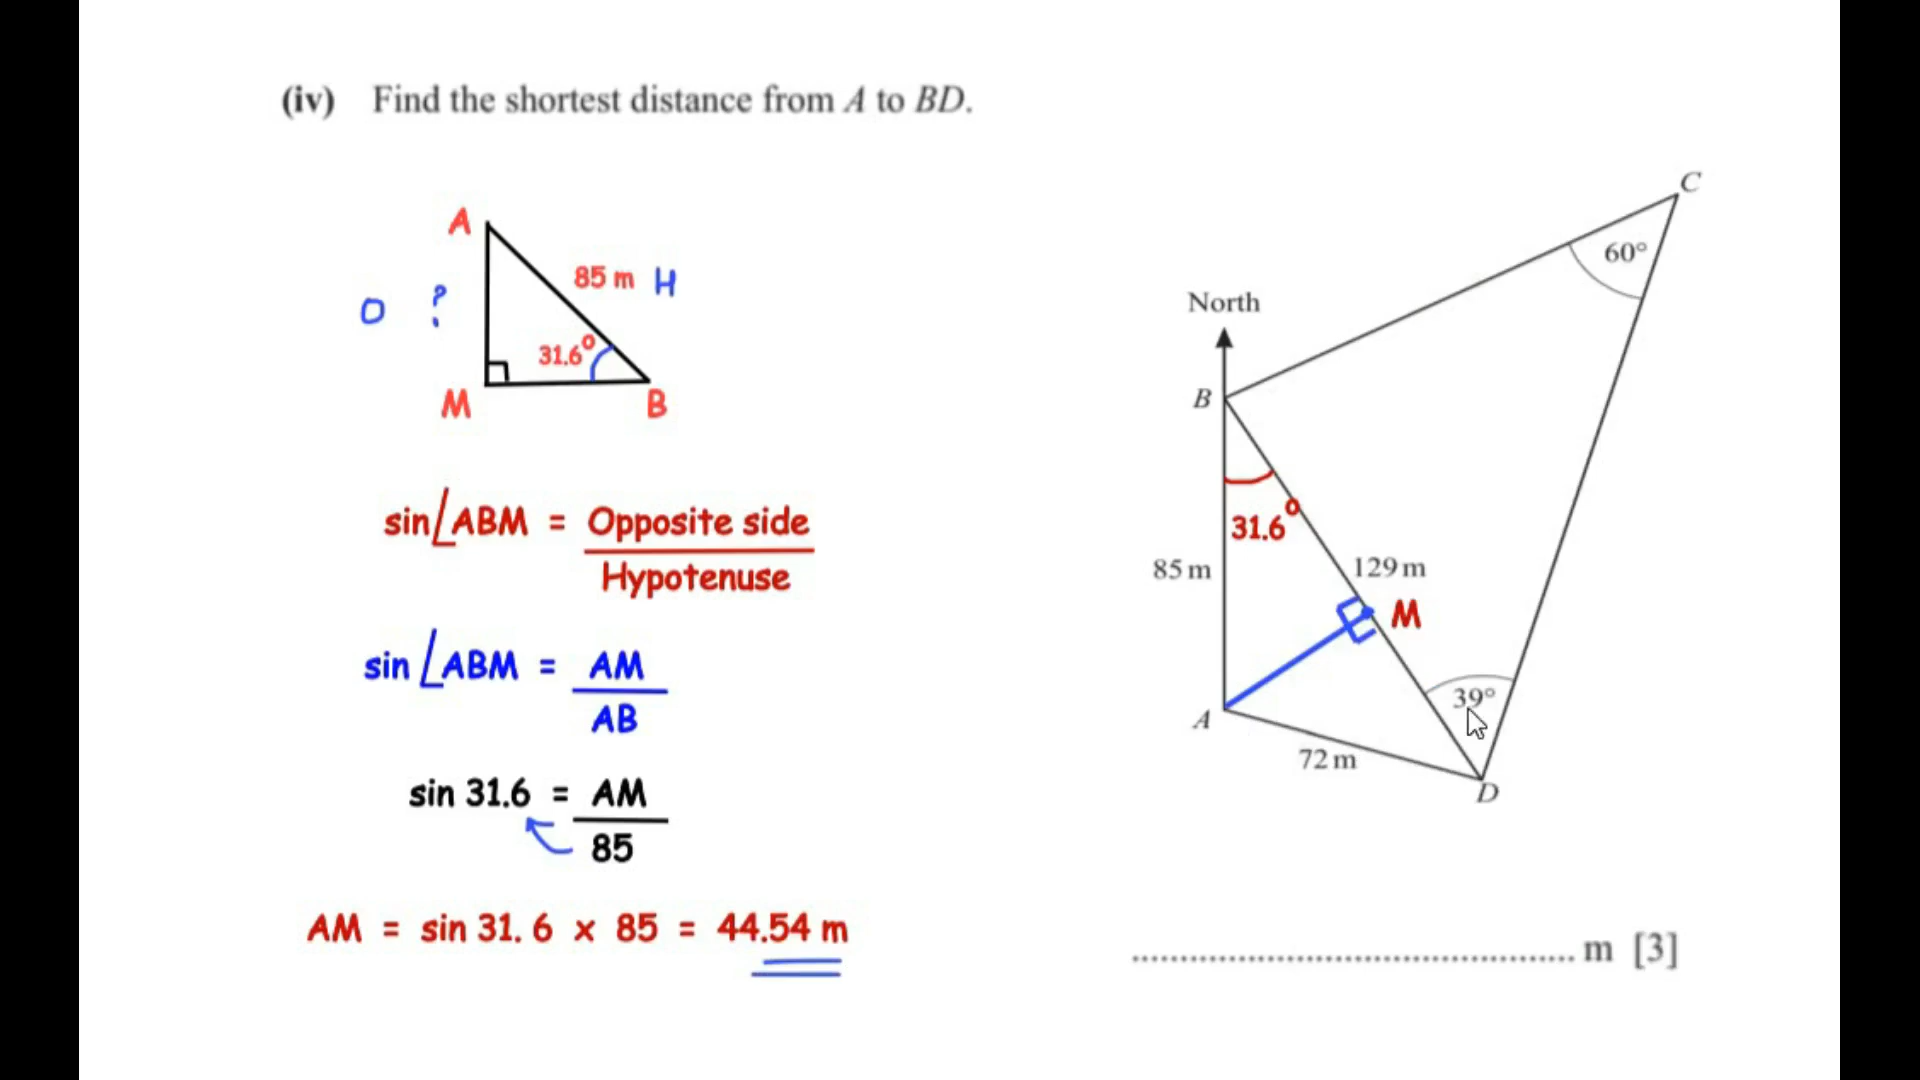 (iv) Find the shortest distance from A to BD.
A
85 m H
O ?
31.6°
M B
sin∠ABM = Opposite side
Hypotenuse
sin ∠ABM = AM
AB
sin 31.6 = AM
85
AM = sin 31. 6 x 85 = 44.54 m
C
60°
North
B
31.6°
85 m
129 m
M
39°
A
72 m
D
............................................. m [3]